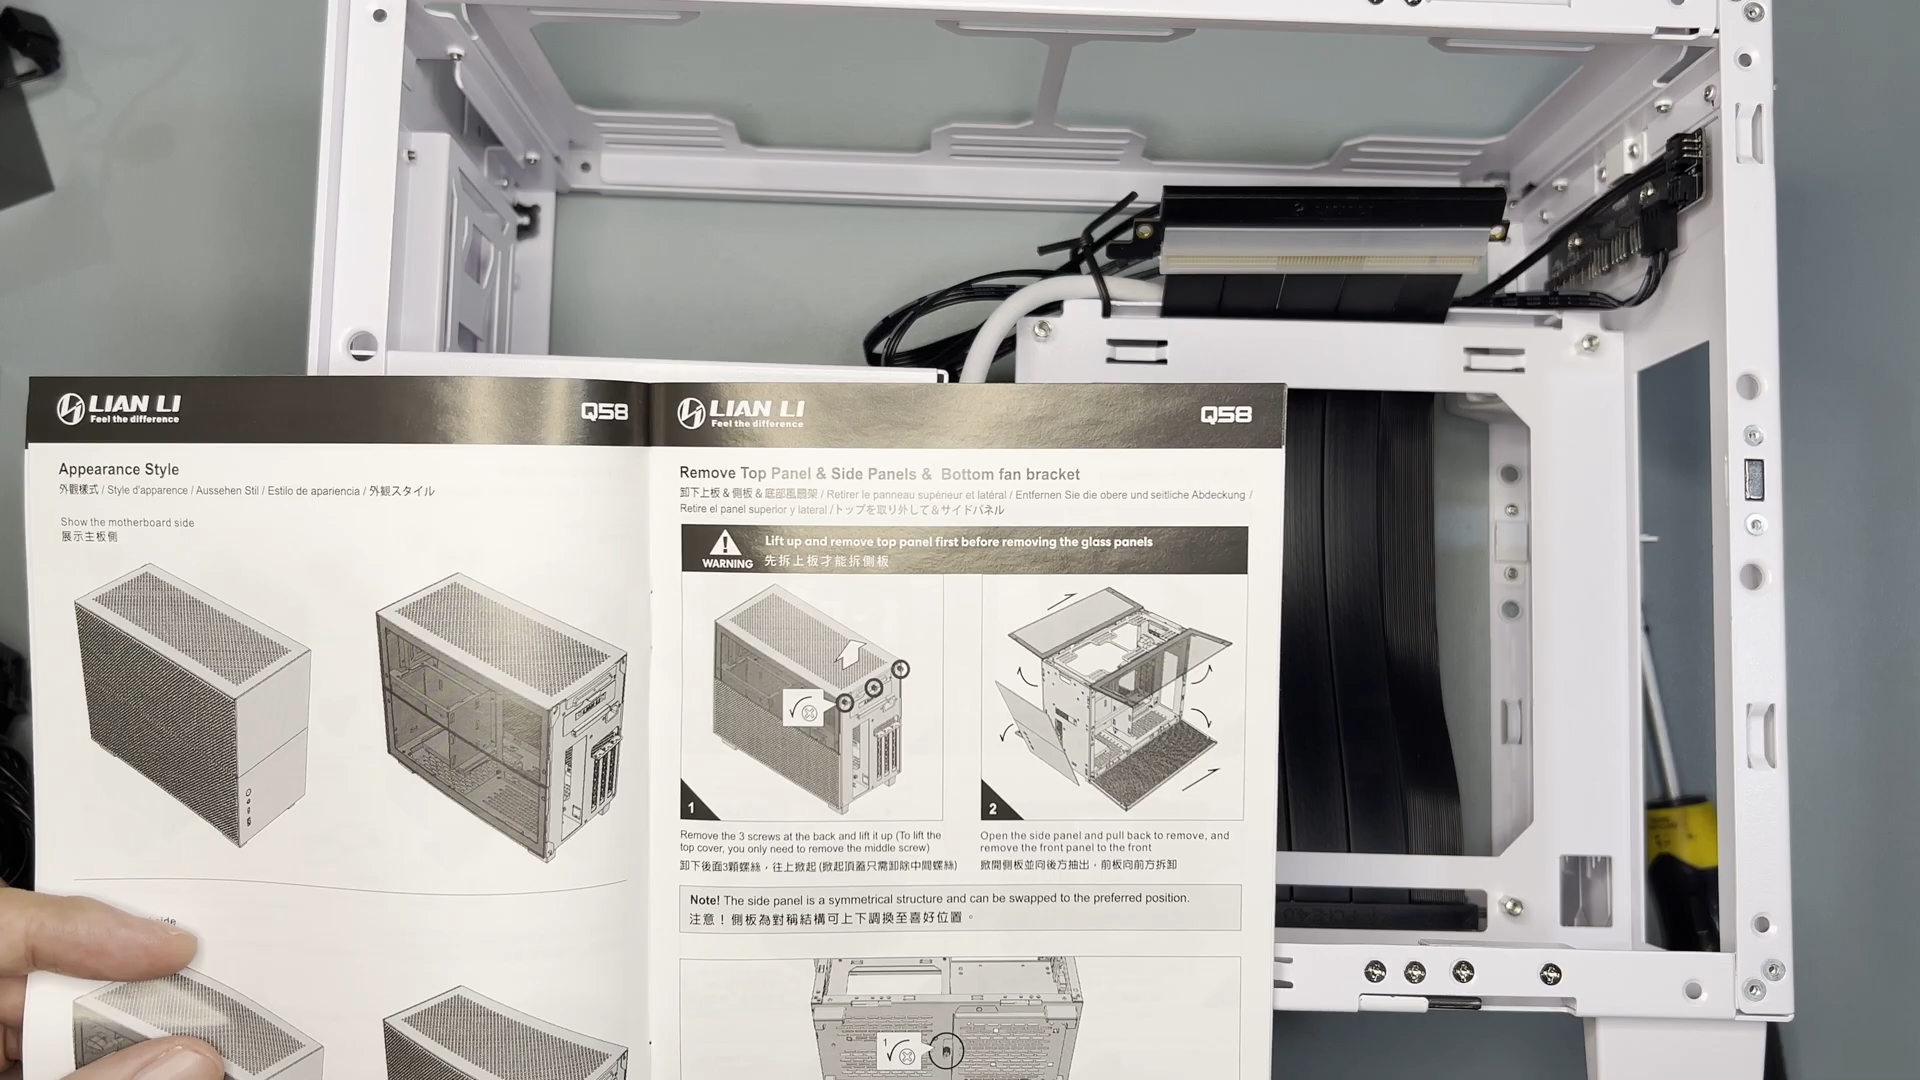 LIAN LI
Feel the difference
Q58
Appearance Style
外觀樣式 / Style d'apparence / Aussehen Stil / Estilo de apariencia / 外観スタイル
Show the motherboard side
展示主板側
LIAN LI
Feel the difference
Q58
Remove Top Panel & Side Panels & Bottom fan bracket
卸下上板 & 側板 & 底部風扇架 / Retirer le panneau supérieur et latéral / Entfernen Sie die obere und seitliche Abdeckung /
Retire el panel superior y lateral /トップを取り外して&サイドパネル
WARNING
Lift up and remove top panel first before removing the glass panels
先拆上板才能拆側板
1
Remove the 3 screws at the back and lift it up (To lift the
top cover, you only need to remove the middle screw)
卸下後面3顆螺絲，往上掀起 (掀起頂蓋只需卸除中間螺絲)
2
Open the side panel and pull back to remove, and
remove the front panel to the front
掀開側板並向後方抽出，前板向前方拆卸
Note! The side panel is a symmetrical structure and can be swapped to the preferred position.
注意！側板為對稱結構可上下調換至喜好位置。
1